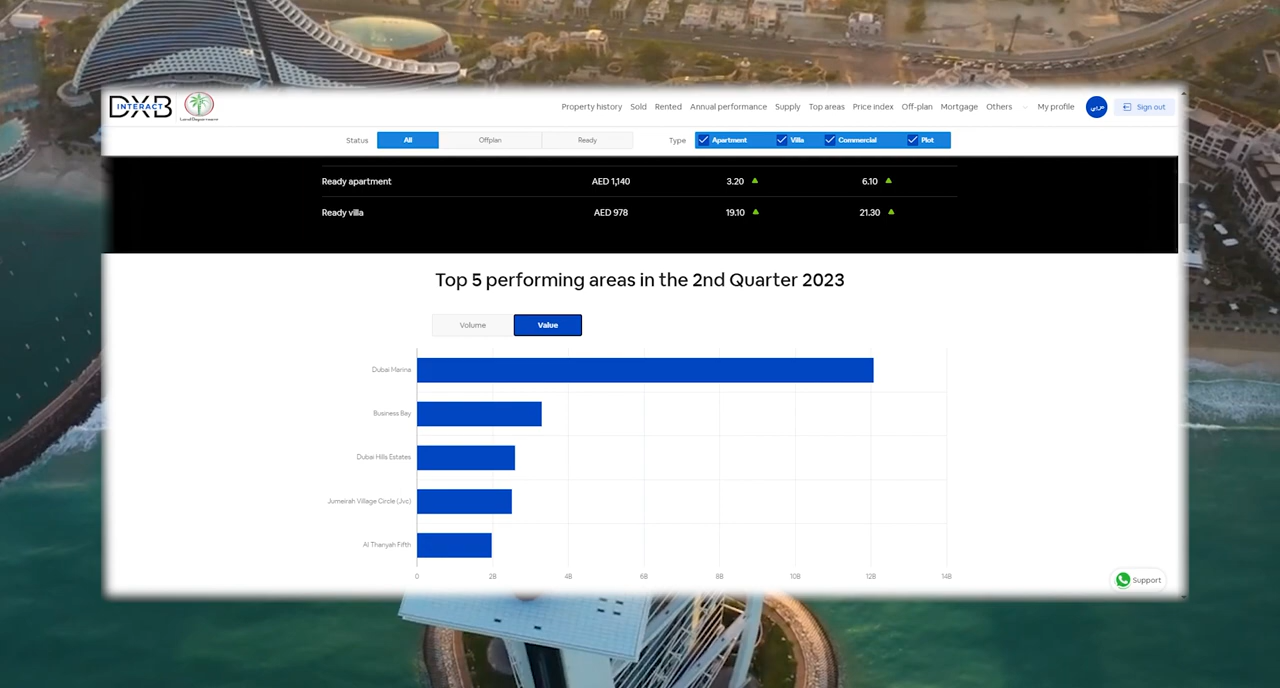 DXB
INTERACT
Land Department
Property history Sold Rented Annual performance Supply Top areas Price index Off-plan Mortgage Others My profile عربي Sign out
Status All Offplan Ready Type Apartment Villa Commercial Plot
Ready apartment AED 1,140 3.20 6.10
Ready villa AED 978 19.10 21.30
Top 5 performing areas in the 2nd Quarter 2023
Volume Value
Dubai Marina
Business Bay
Dubai Hills Estates
Jumeirah Village Circle (Jvc)
Al Thanyah Fifth
0 2B 4B 6B 8B 10B 12B 14B
Support